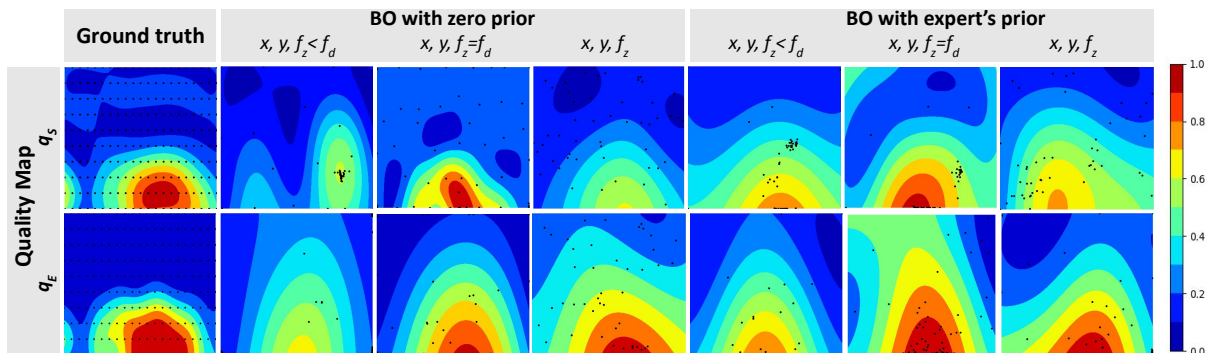 BO with zero prior
BO with expert's prior
Ground truth
x, y, f_z< f_d
x, y, f_z=f_d
x, y, f_z
x, y, f_z< f_d
x, y, f_z=f_d
x, y, f_z
Quality Map
q_S
q_E
1.0
0.8
0.6
0.4
0.2
0.0